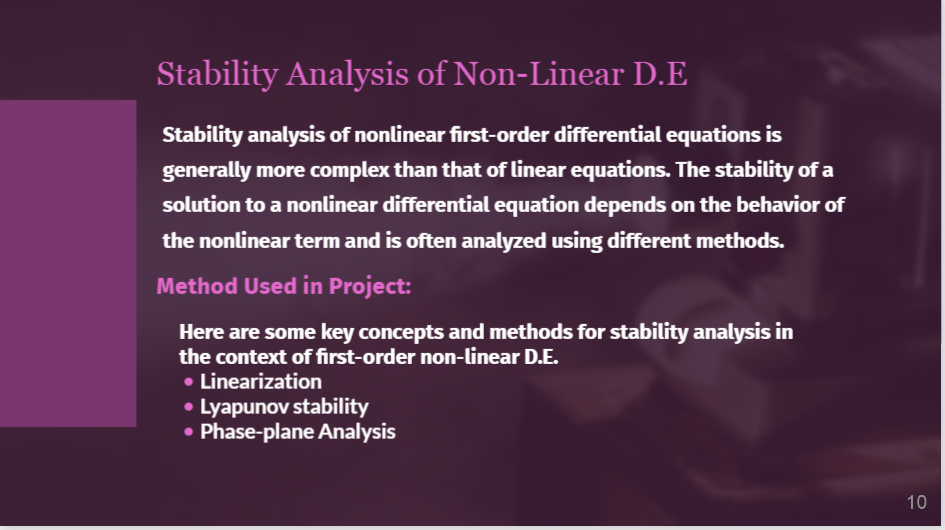 Stability Analysis of Non-Linear D.E
Stability analysis of nonlinear first-order differential equations is
generally more complex than that of linear equations. The stability of a
solution to a nonlinear differential equation depends on the behavior of
the nonlinear term and is often analyzed using different methods.
Method Used in Project:
Here are some key concepts and methods for stability analysis in
the context of first-order non-linear D.E.
• Linearization
• Lyapunov stability
• Phase-plane Analysis
10